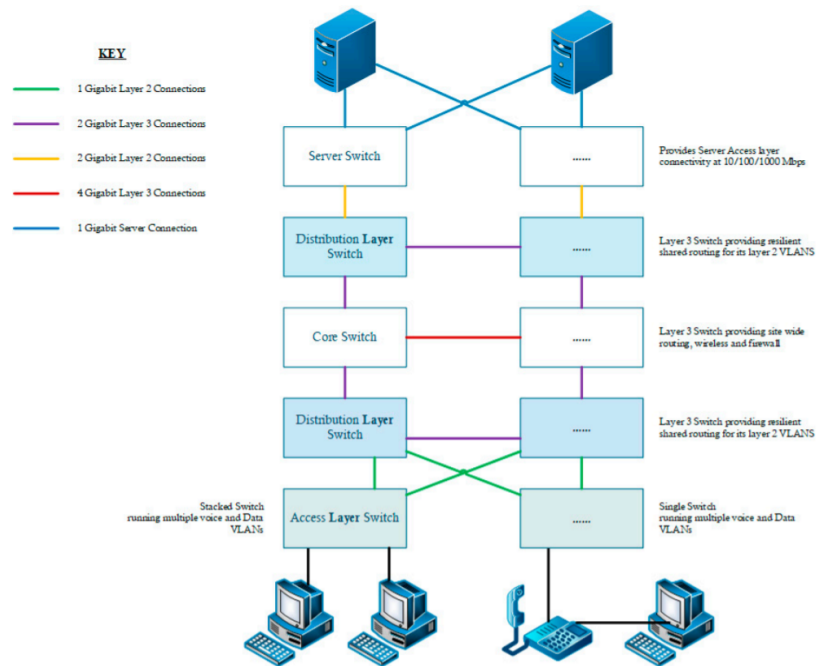 KEY
1 Gigabit Layer 2 Connections
2 Gigabit Layer 3 Connections
2 Gigabit Layer 2 Connections
4 Gigabit Layer 3 Connections
1 Gigabit Server Connection
Server Switch
......
Provides Server Access layer
connectivity at 10/100/1000 Mbps
Distribution Layer
Switch
......
Layer 3 Switch providing resilient
shared routing for its layer 2 VLANS
Core Switch
......
Layer 3 Switch providing site wide
routing, wireless and firewall
Distribution Layer
Switch
......
Layer 3 Switch providing resilient
shared routing for its layer 2 VLANS
Stacked Switch
running multiple voice and Data
VLANs
Access Layer Switch
......
Single Switch
running multiple voice and Data
VLANs